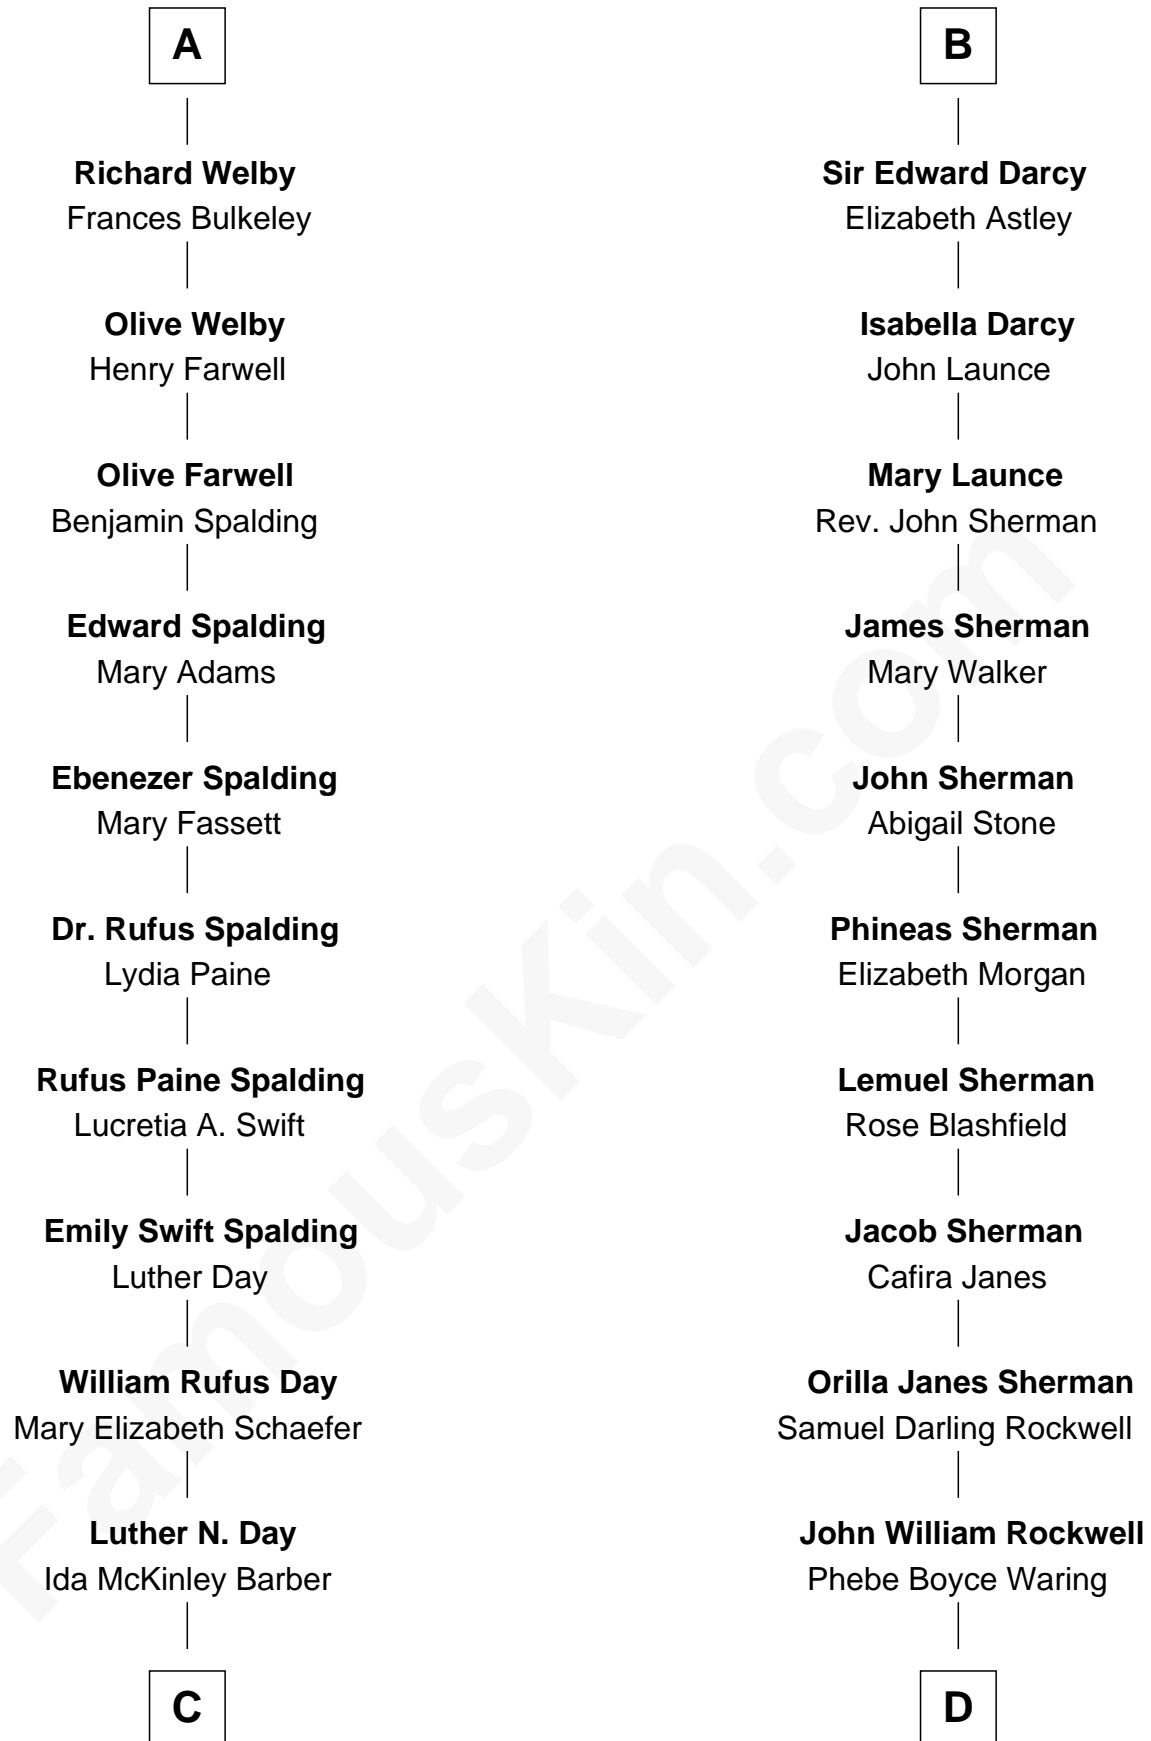 A
Richard Welby
Frances Bulkeley
Olive Welby
Henry Farwell
Olive Farwell
Benjamin Spalding
Edward Spalding
Mary Adams
Ebenezer Spalding
Mary Fassett
Dr. Rufus Spalding
Lydia Paine
Rufus Paine Spalding
Lucretia A. Swift
Emily Swift Spalding
Luther Day
William Rufus Day
Mary Elizabeth Schaefer
Luther N. Day
Ida McKinley Barber
C
B
Sir Edward Darcy
Elizabeth Astley
Isabella Darcy
John Launce
Mary Launce
Rev. John Sherman
James Sherman
Mary Walker
John Sherman
Abigail Stone
Phineas Sherman
Elizabeth Morgan
Lemuel Sherman
Rose Blashfield
Jacob Sherman
Cafira Janes
Orilla Janes Sherman
Samuel Darling Rockwell
John William Rockwell
Phebe Boyce Waring
D
FamousKin.com